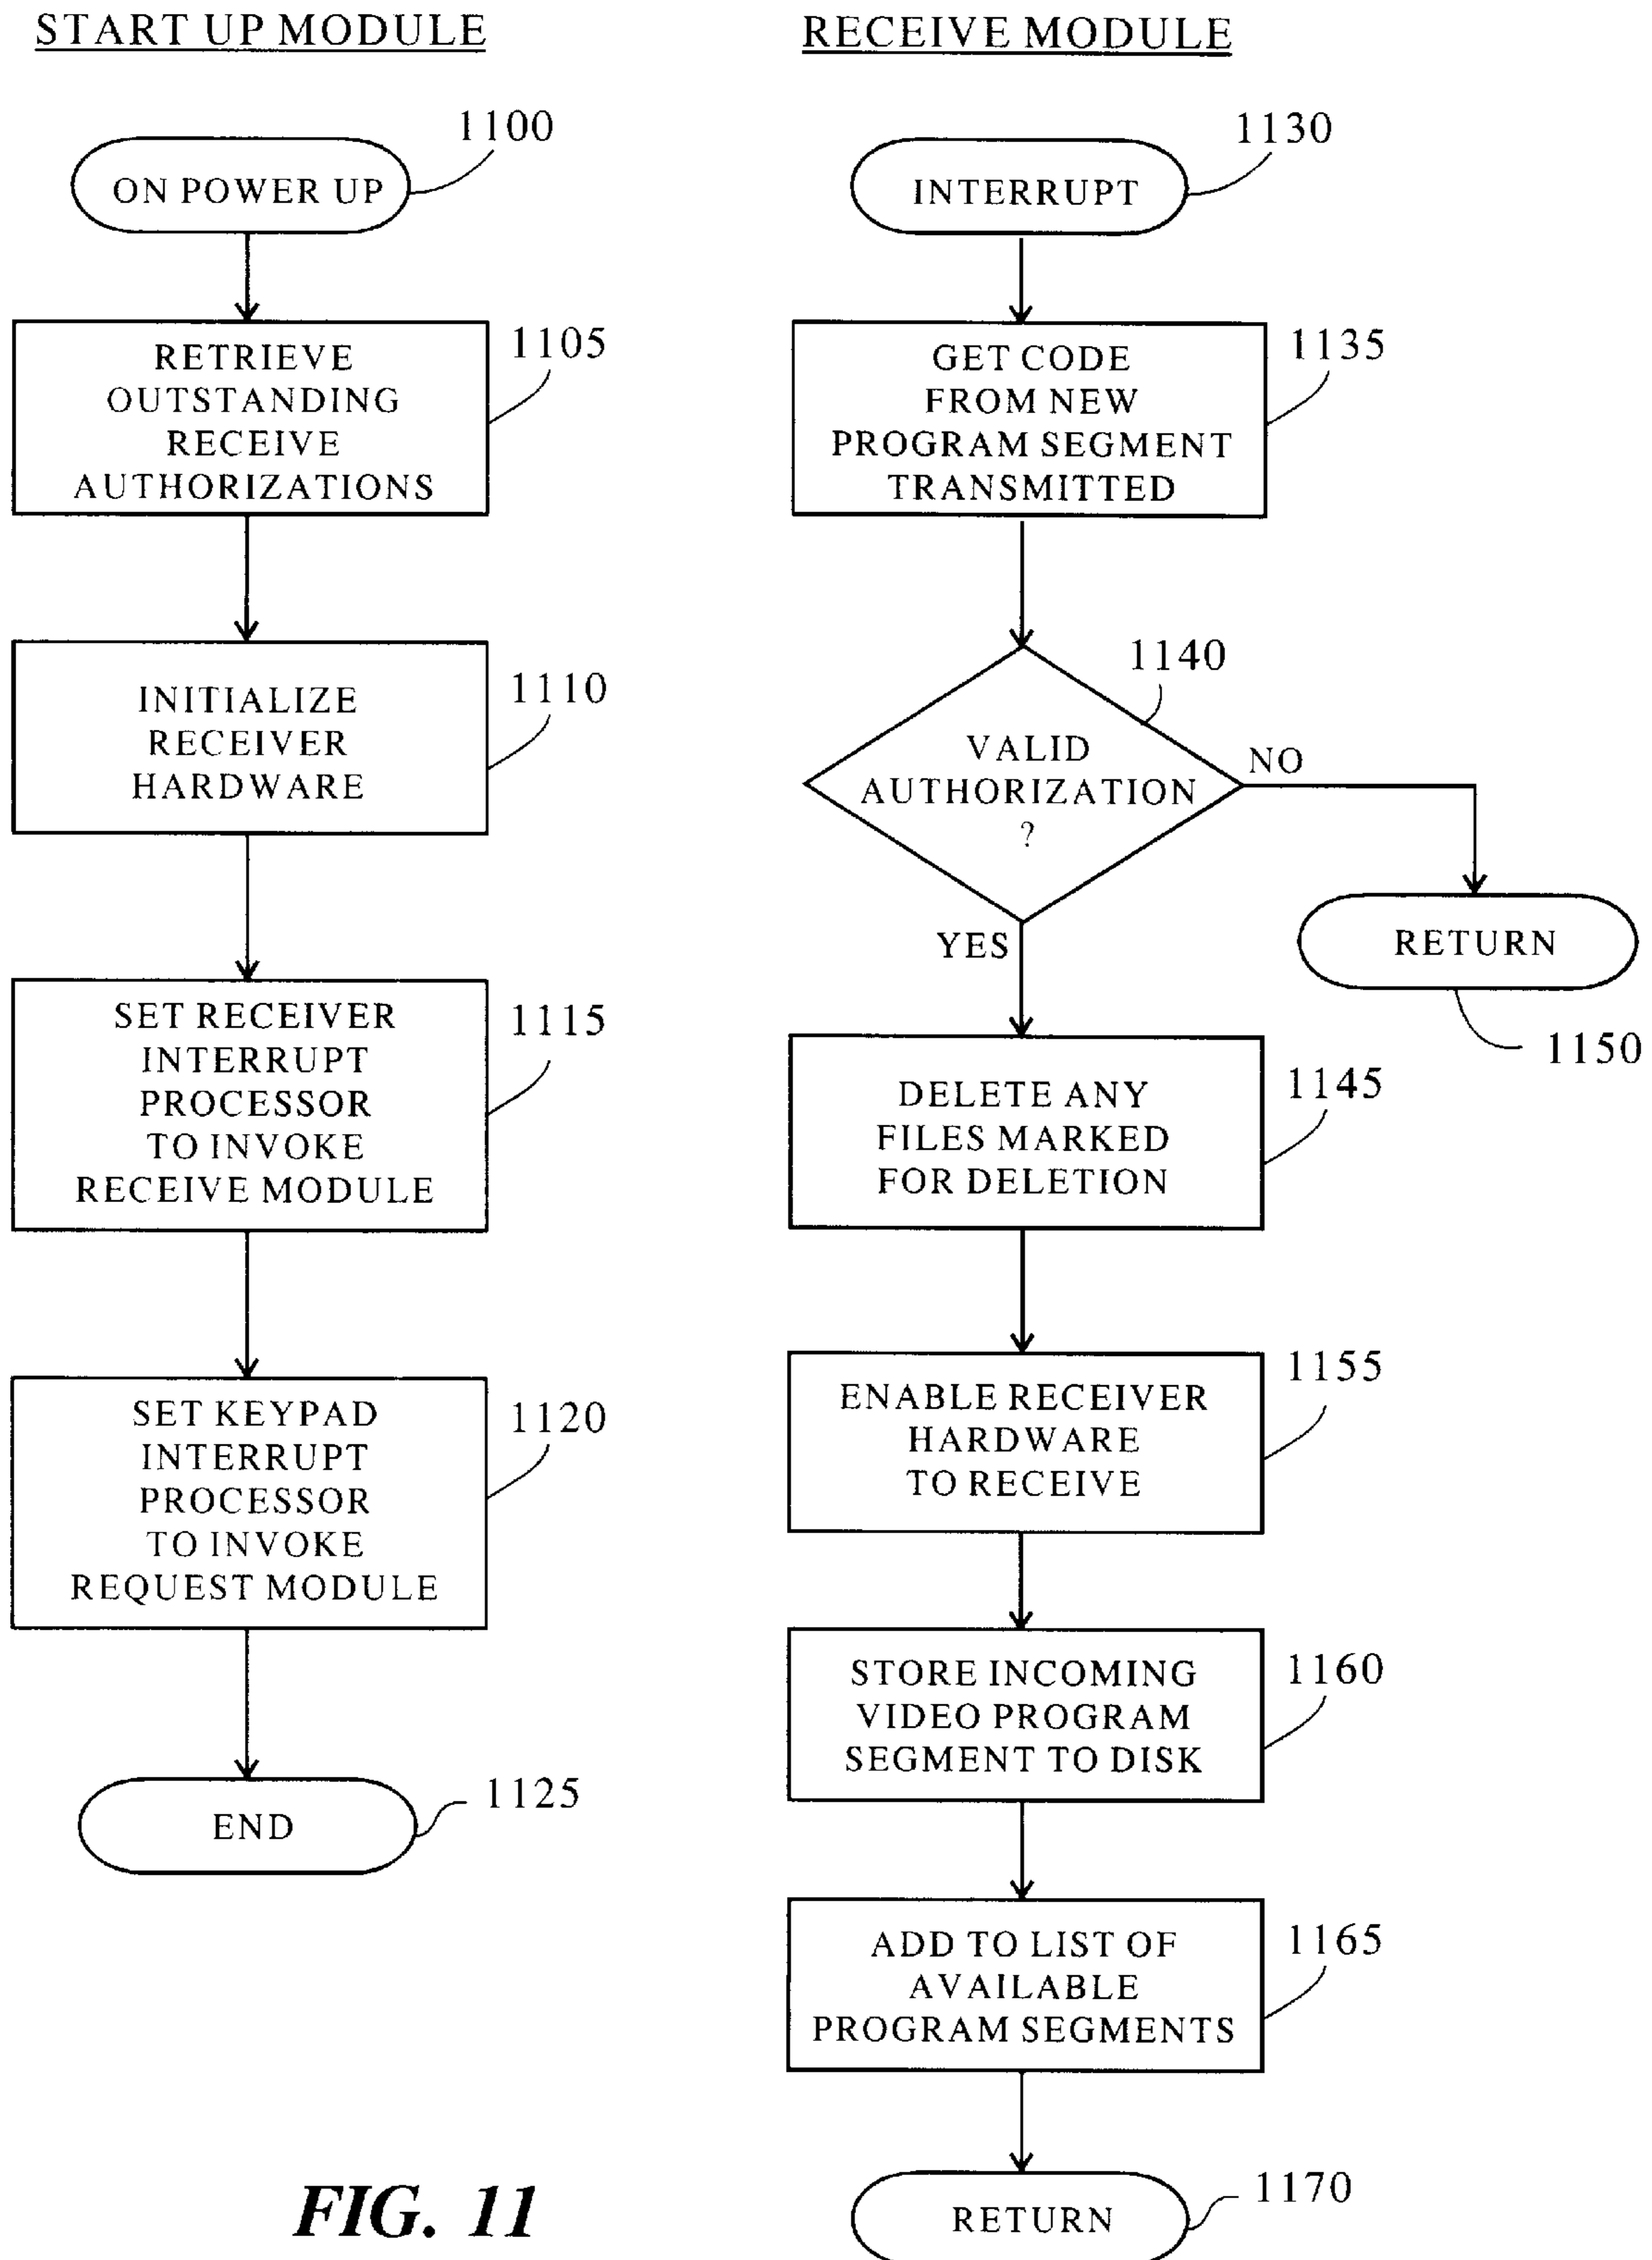 START UP MODULE
1100
ON POWER UP
RETRIEVE
OUTSTANDING
RECEIVE
AUTHORIZATIONS
1105
INITIALIZE
RECEIVER
HARDWARE
1110
SET RECEIVER
INTERRUPT
PROCESSOR
TO INVOKE
RECEIVE MODULE
1115
SET KEYPAD
INTERRUPT
PROCESSOR
TO INVOKE
REQUEST MODULE
1120
END
1125
RECEIVE MODULE
1130
INTERRUPT
GET CODE
FROM NEW
PROGRAM SEGMENT
TRANSMITTED
1135
1140
VALID
AUTHORIZATION
?
NO
RETURN
1150
YES
DELETE ANY
FILES MARKED
FOR DELETION
1145
ENABLE RECEIVER
HARDWARE
TO RECEIVE
1155
STORE INCOMING
VIDEO PROGRAM
SEGMENT TO DISK
1160
ADD TO LIST OF
AVAILABLE
PROGRAM SEGMENTS
1165
RETURN
1170
FIG. 11